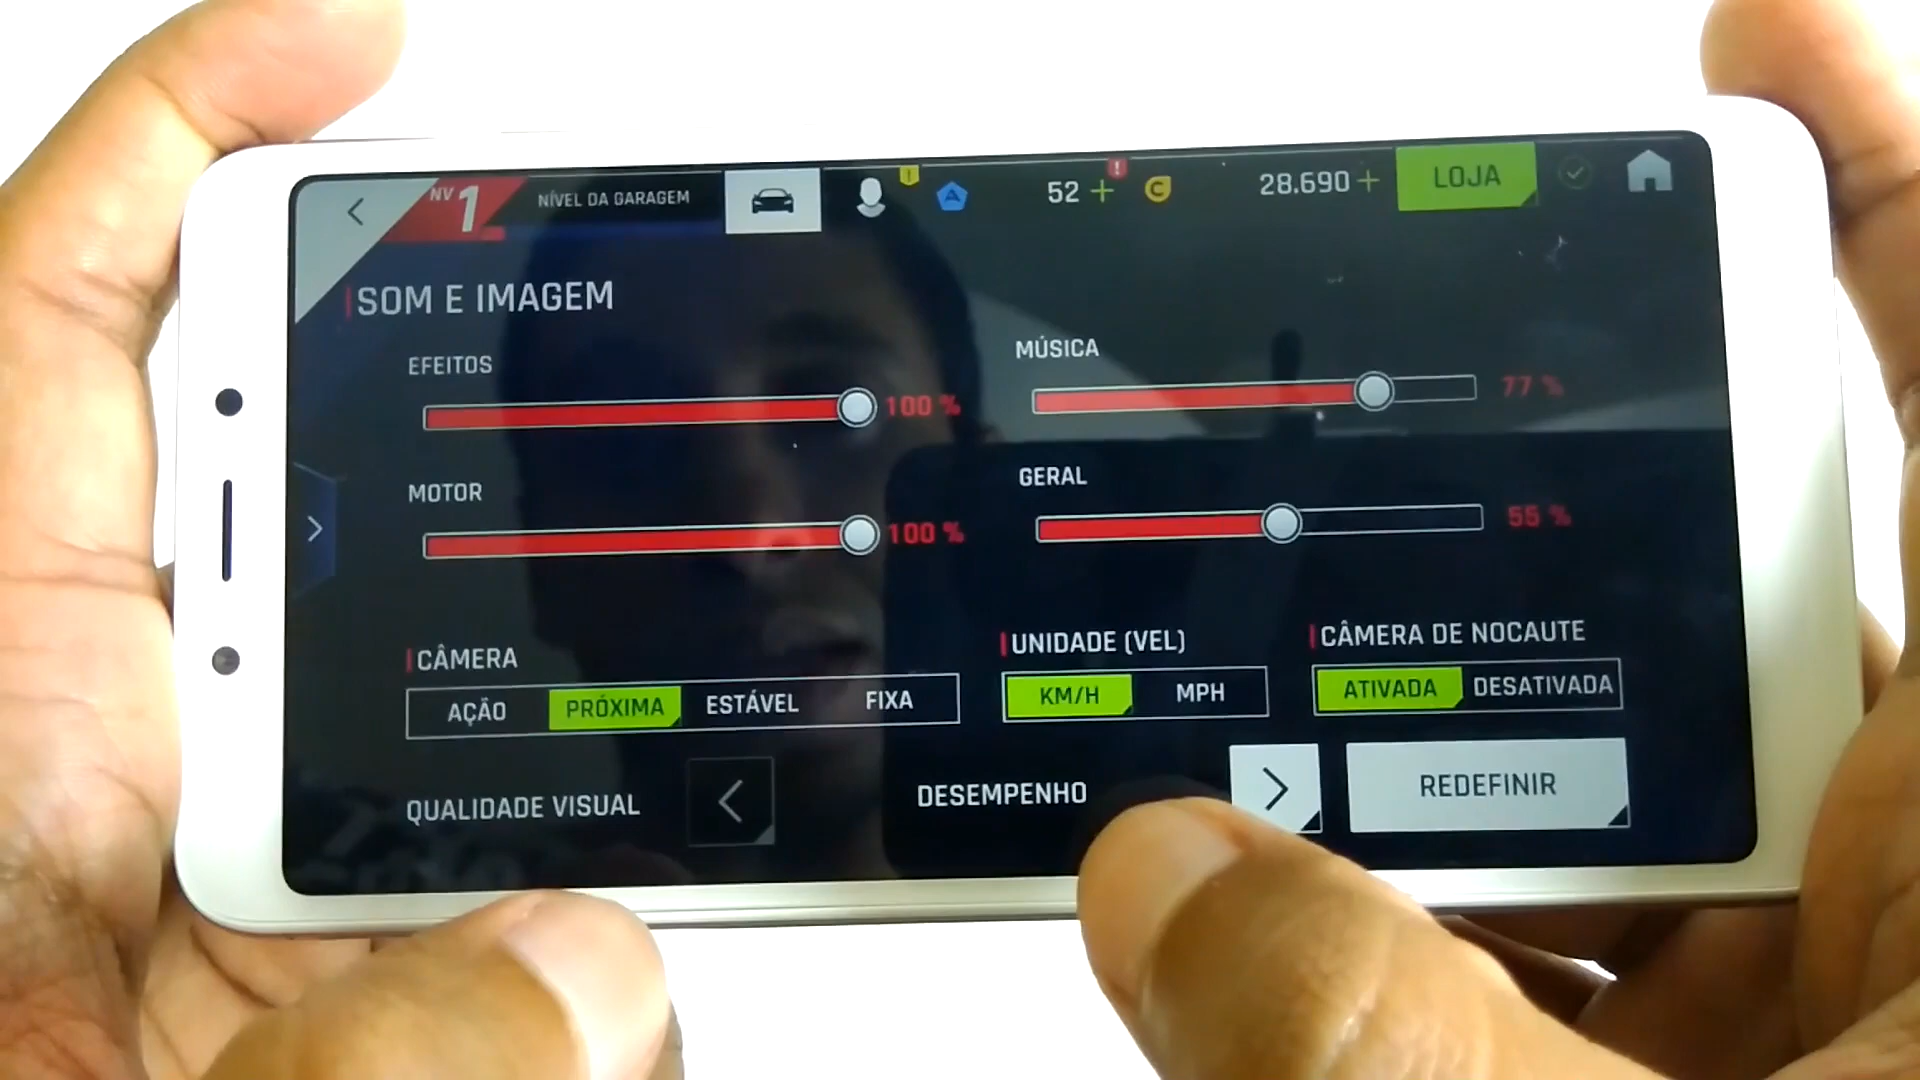 NV 1 NÍVEL DA GARAGEM 52 + 28.690 + LOJA
SOM E IMAGEM
EFEITOS 100 % MÚSICA 77 %
MOTOR 100 % GERAL 55 %
CÂMERA UNIDADE (VEL) CÂMERA DE NOCAUTE
AÇÃO PRÓXIMA ESTÁVEL FIXA KM/H MPH ATIVADA DESATIVADA
QUALIDADE VISUAL DESEMPENHO REDEFINIR